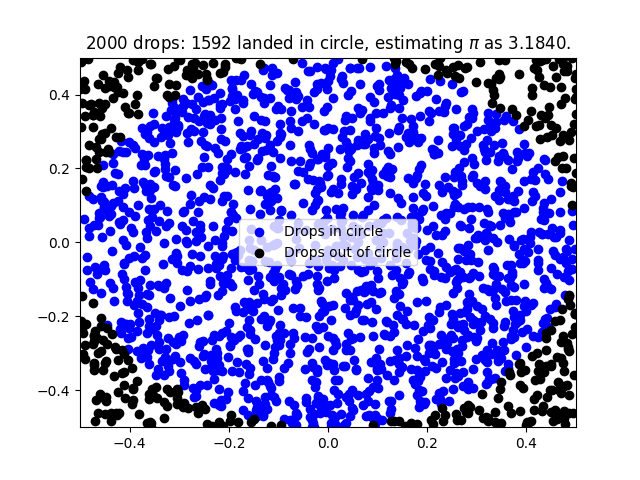 2000 drops: 1592 landed in circle, estimating π as 3.1840.
0.4
0.2
0.0
−0.2
−0.4
Drops in circle
Drops out of circle
−0.4 −0.2 0.0 0.2 0.4